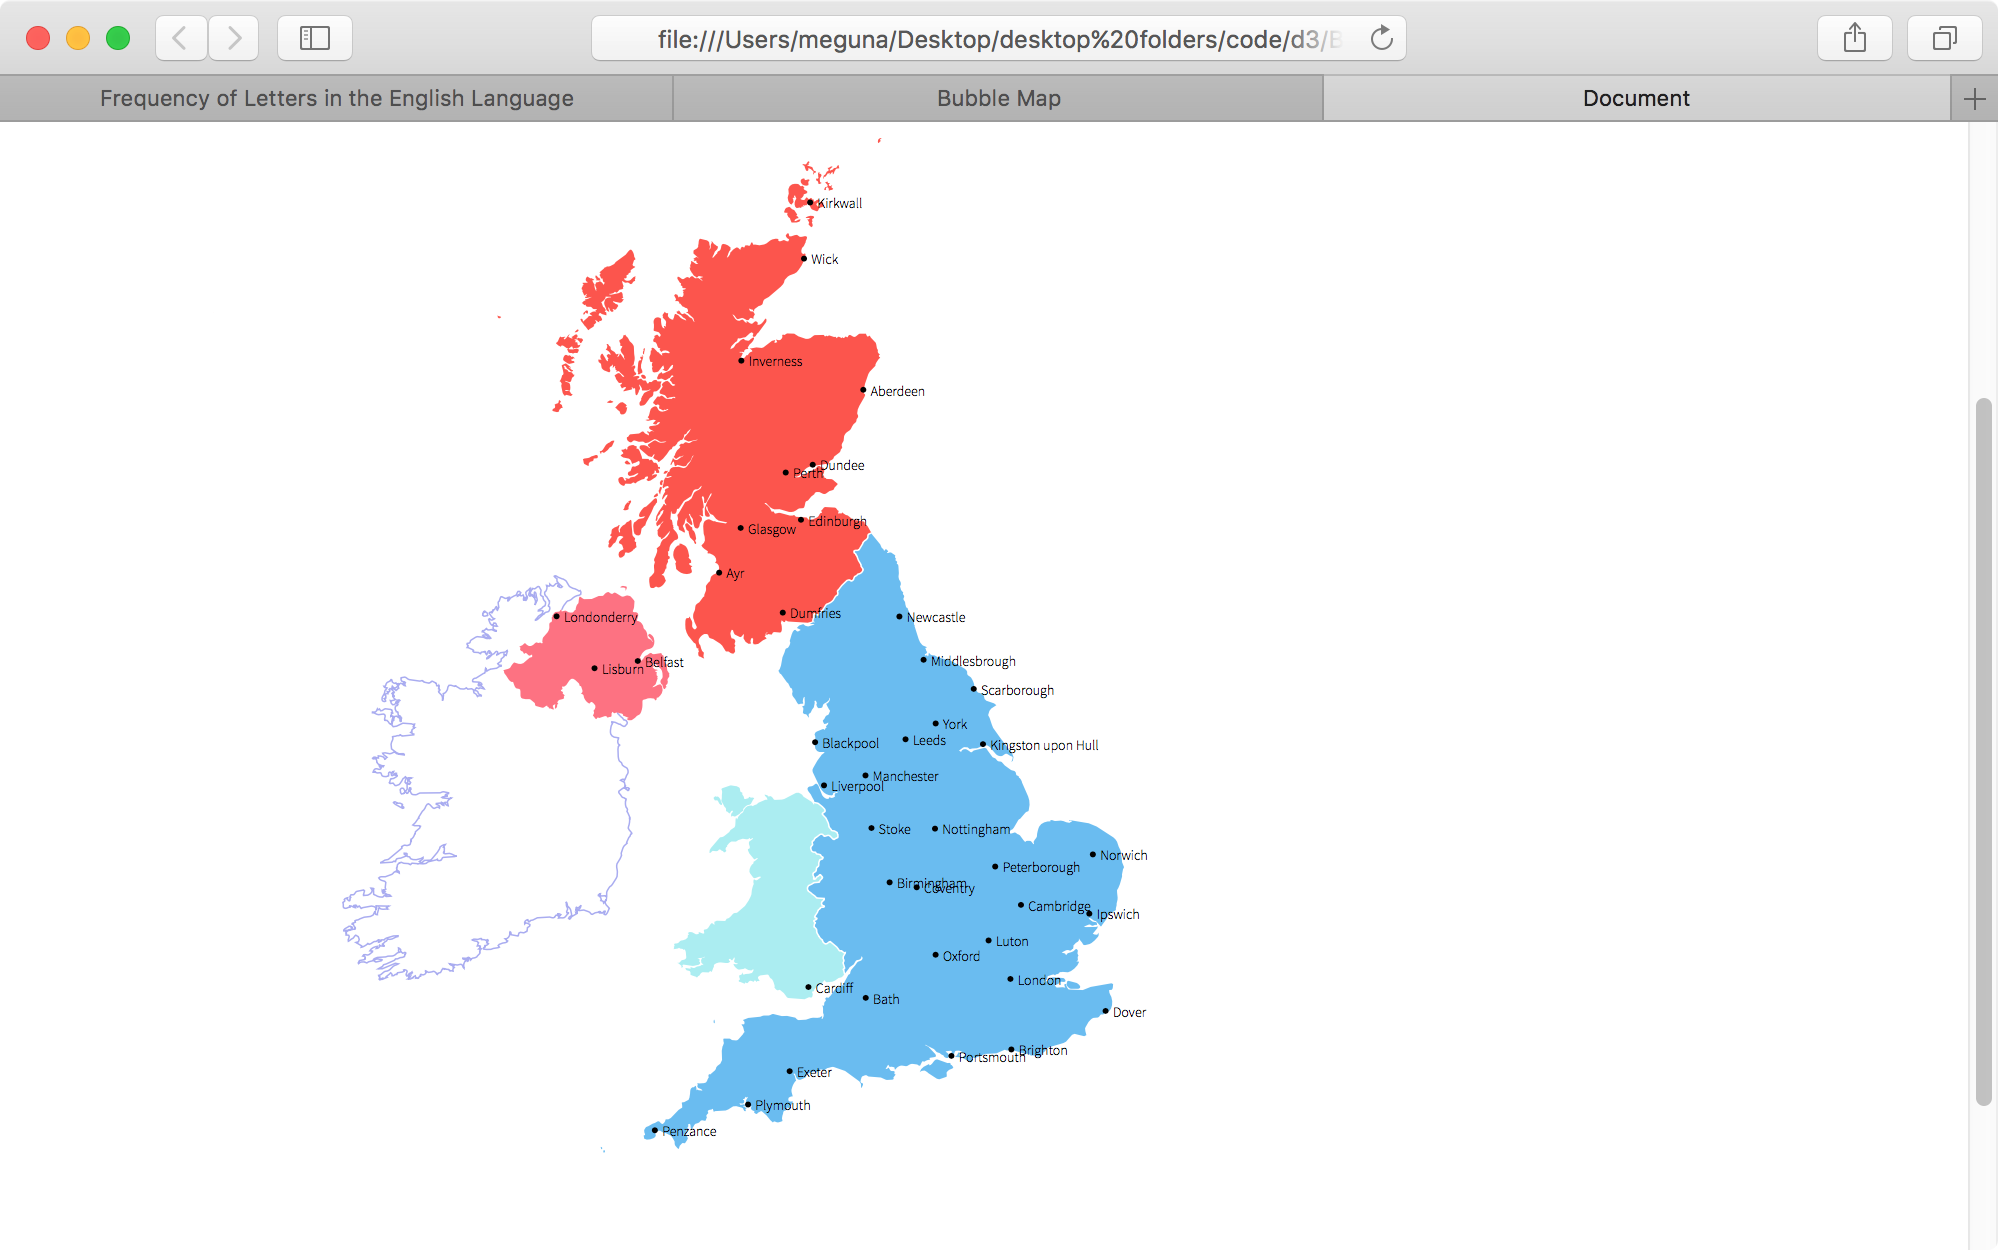 file:///Users/meguna/Desktop/desktop%20folders/code/d3/B
Frequency of Letters in the English Language
Bubble Map
Document
Kirkwall
Wick
Inverness
Aberdeen
Dundee
Perth
Edinburgh
Glasgow
Ayr
Dumfries
Londonderry
Newcastle
Belfast
Lisburn
Middlesbrough
Scarborough
York
Leeds
Blackpool
Kingston upon Hull
Manchester
Liverpool
Stoke
Nottingham
Norwich
Peterborough
Birmingham
Coventry
Cambridge
Ipswich
Luton
Oxford
London
Cardiff
Bath
Dover
Brighton
Portsmouth
Exeter
Plymouth
Penzance